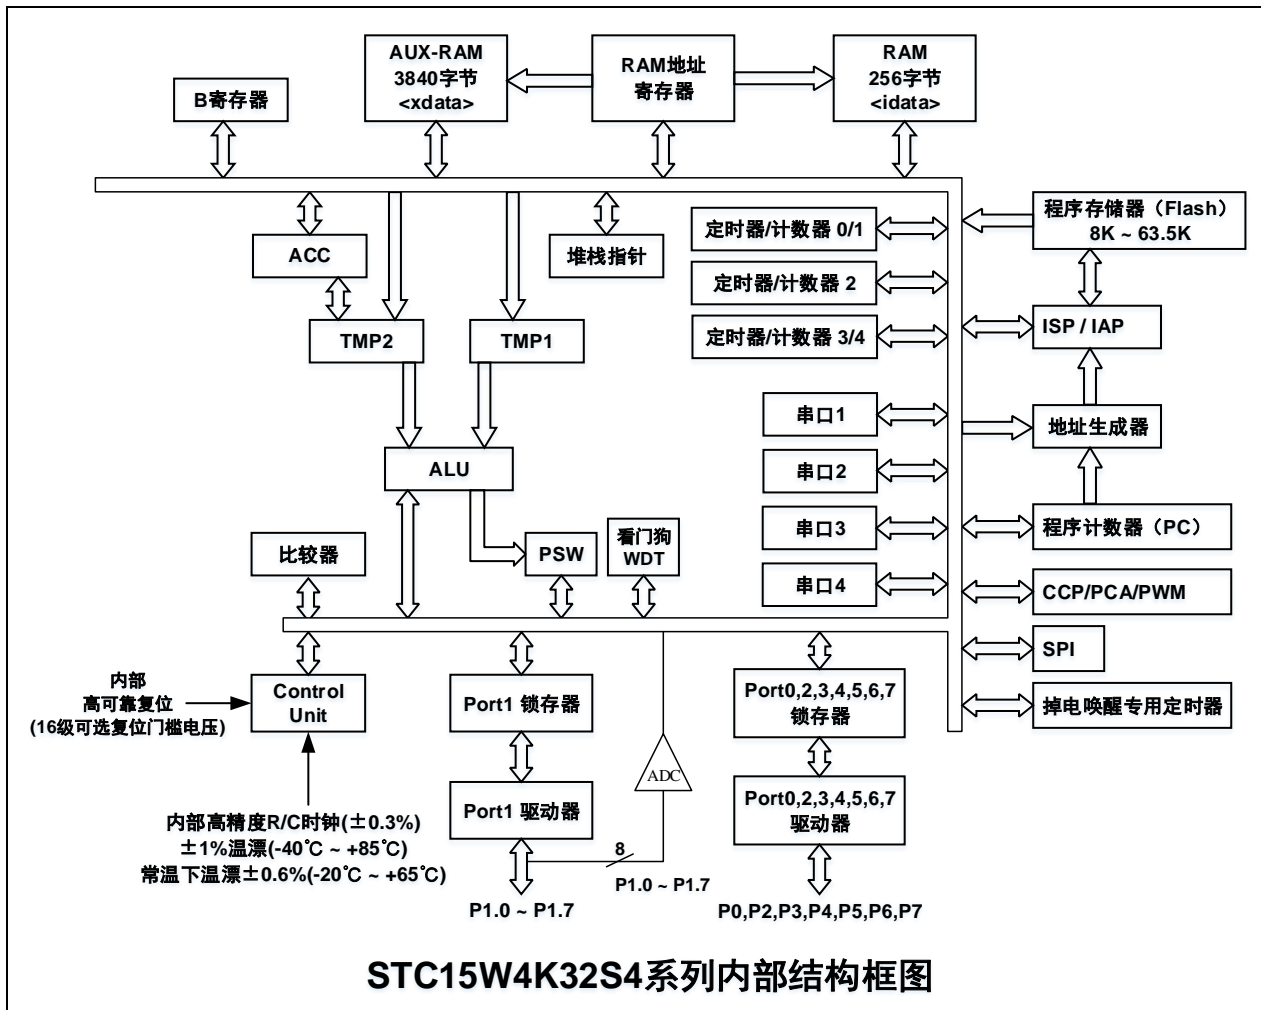 AUX-RAM
3840字节
<xdata>
RAM地址
寄存器
RAM
256字节
<idata>
B寄存器
ACC
堆栈指针
定时器/计数器 0/1
程序存储器（Flash）
8K ~ 63.5K
定时器/计数器 2
TMP2
TMP1
定时器/计数器 3/4
ISP / IAP
串口1
地址生成器
ALU
串口2
比较器
PSW
看门狗
WDT
串口3
程序计数器（PC）
串口4
CCP/PCA/PWM
SPI
内部
高可靠复位
(16级可选复位门槛电压)
Control
Unit
Port1 锁存器
Port0,2,3,4,5,6,7
锁存器
掉电唤醒专用定时器
ADC
内部高精度R/C时钟(±0.3%)
±1%温漂(-40℃ ~ +85℃)
常温下温漂±0.6%(-20℃ ~ +65℃)
Port1 驱动器
Port0,2,3,4,5,6,7
驱动器
8
P1.0 ~ P1.7
P1.0 ~ P1.7
P0,P2,P3,P4,P5,P6,P7
STC15W4K32S4系列内部结构框图